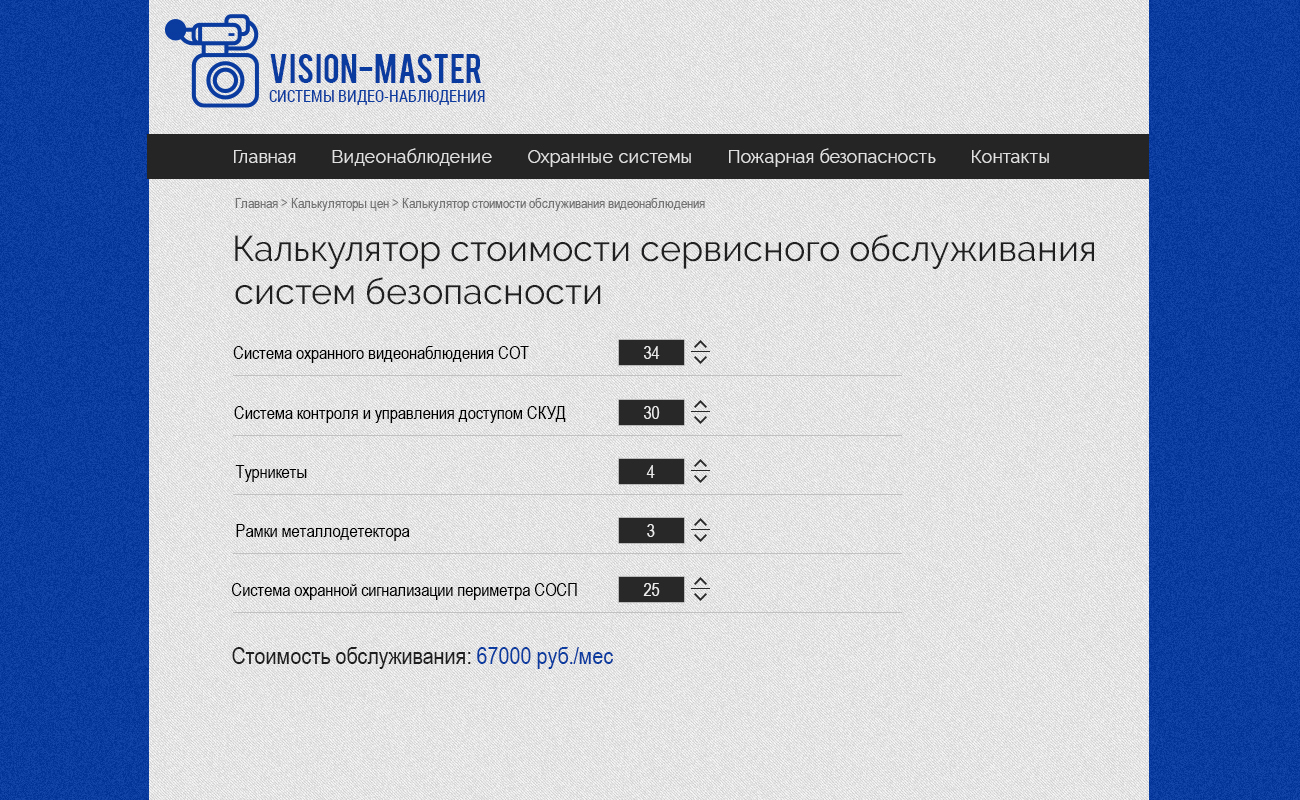 VISION-MASTER
СИСТЕМЫ ВИДЕО-НАБЛЮДЕНИЯ
Главная Видеонаблюдение Охранные системы Пожарная безопасность Контакты
Главная > Калькуляторы цен > Калькулятор стоимости обслуживания видеонаблюдения
Калькулятор стоимости сервисного обслуживания
систем безопасности
Система охранного видеонаблюдения СОТ 34
Система контроля и управления доступом СКУД 30
Турникеты 4
Рамки металлодетектора 3
Система охранной сигнализации периметра СОСП 25
Стоимость обслуживания: 67000 руб./мес